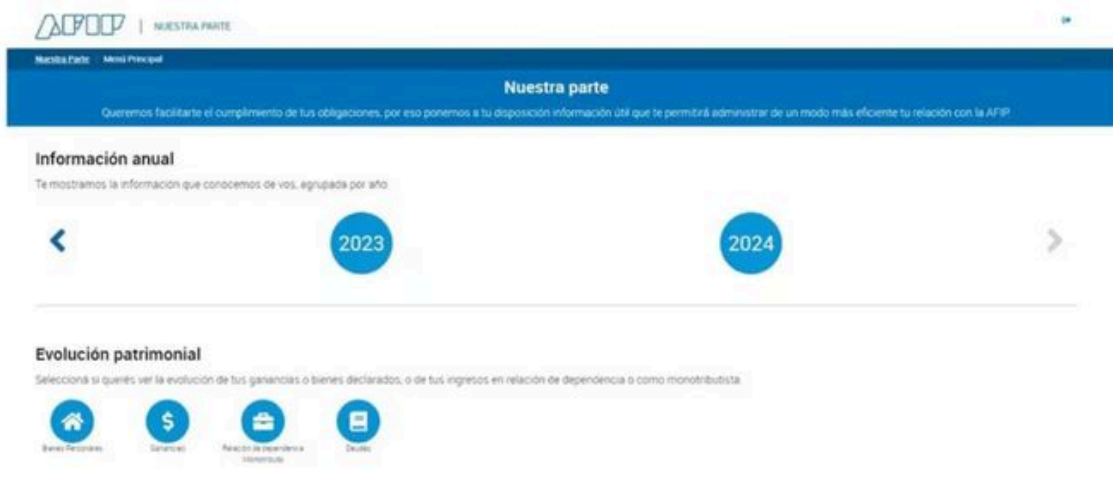 AFIP | NUESTRA PARTE
Nuestra Parte Menú Principal
Nuestra parte
Queremos facilitarte el cumplimiento de tus obligaciones, por eso ponemos a tu disposición información útil que te permitirá administrar de un modo más eficiente tu relación con la AFIP.
Información anual
Te mostramos la información que conocemos de vos, agrupada por año
2023 2024
Evolución patrimonial
Seleccioná si querés ver la evolución de tus ganancias o bienes declarados, o de tus ingresos en relación de dependencia o como monotributista.
Bienes Personales Ganancias Relación de dependencia Deudas
Monotributo